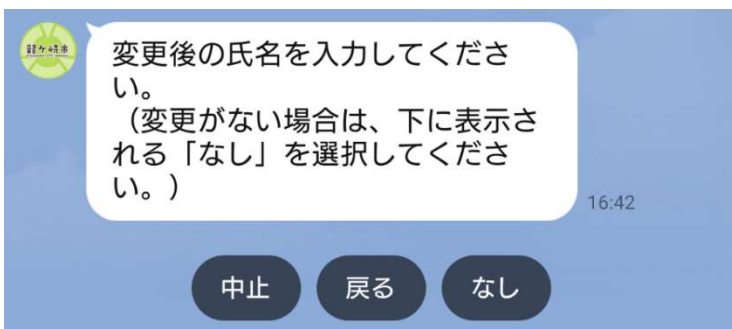 龍ケ崎市
変更後の氏名を入力してくださ
い。
（変更がない場合は、下に表示さ
れる「なし」を選択してくださ
い。）
16:42
中止
戻る
なし